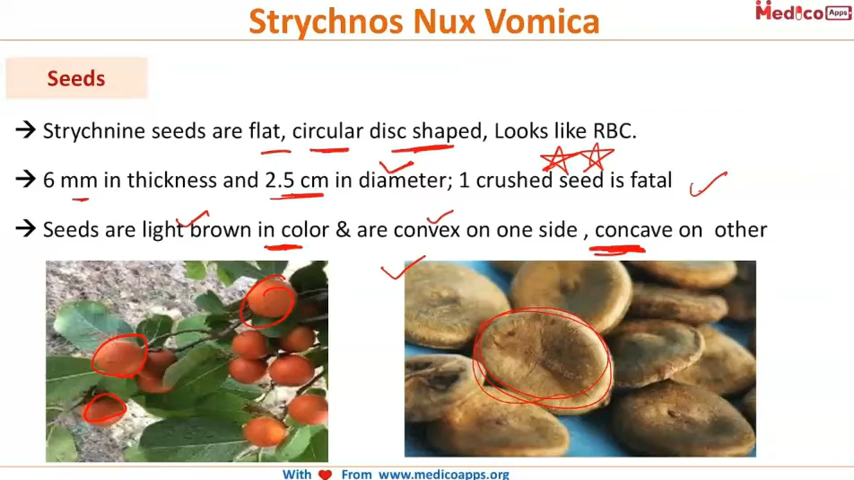 Strychnos Nux Vomica
Medico Apps
Seeds
→ Strychnine seeds are flat, circular disc shaped, Looks like RBC.
→ 6 mm in thickness and 2.5 cm in diameter; 1 crushed seed is fatal
→ Seeds are light brown in color & are convex on one side , concave on other
With ❤ From www.medicoapps.org